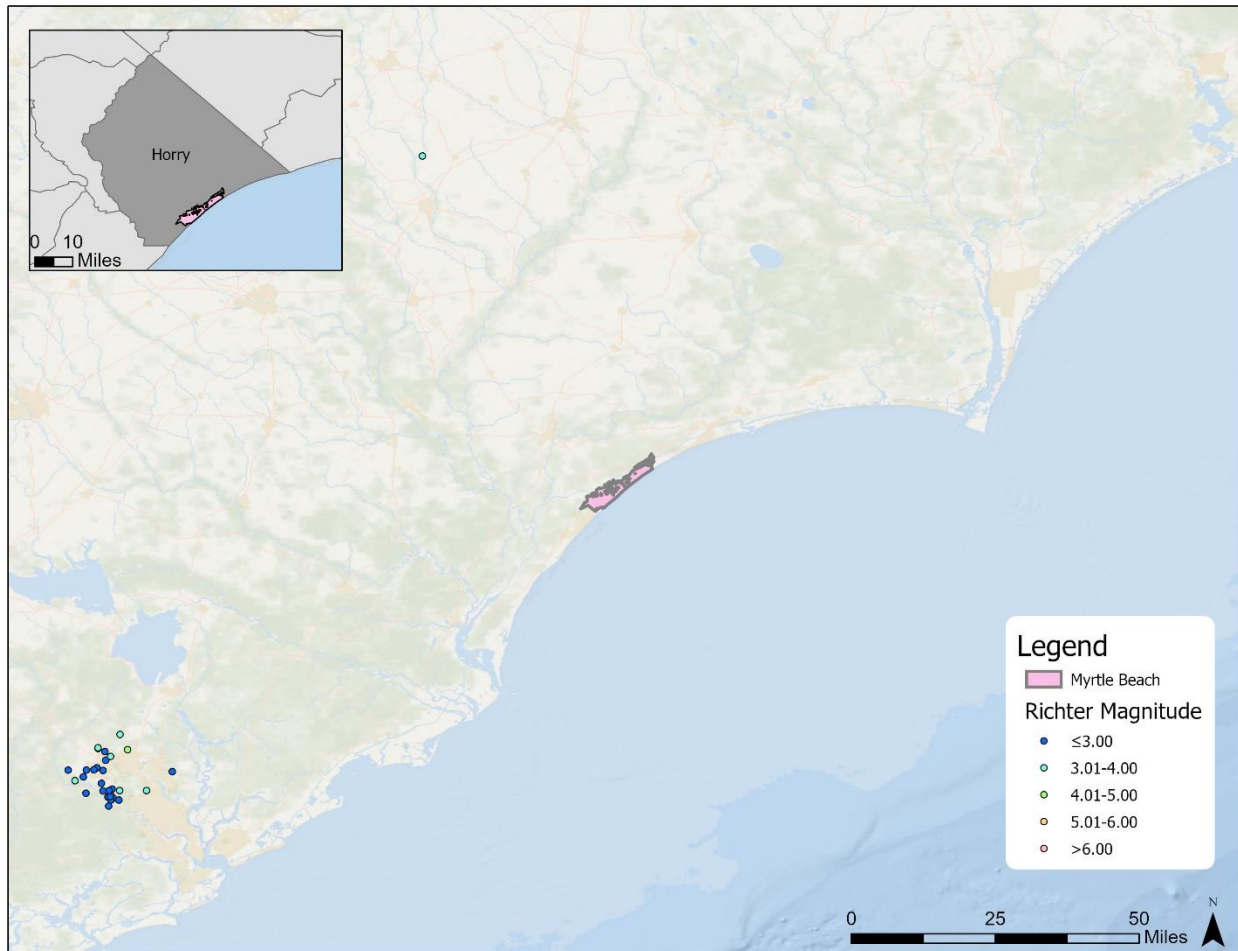 Horry
0 10
Miles
Legend
Myrtle Beach
Richter Magnitude
≤3.00
3.01-4.00
4.01-5.00
5.01-6.00
>6.00
N
0 25 50
Miles